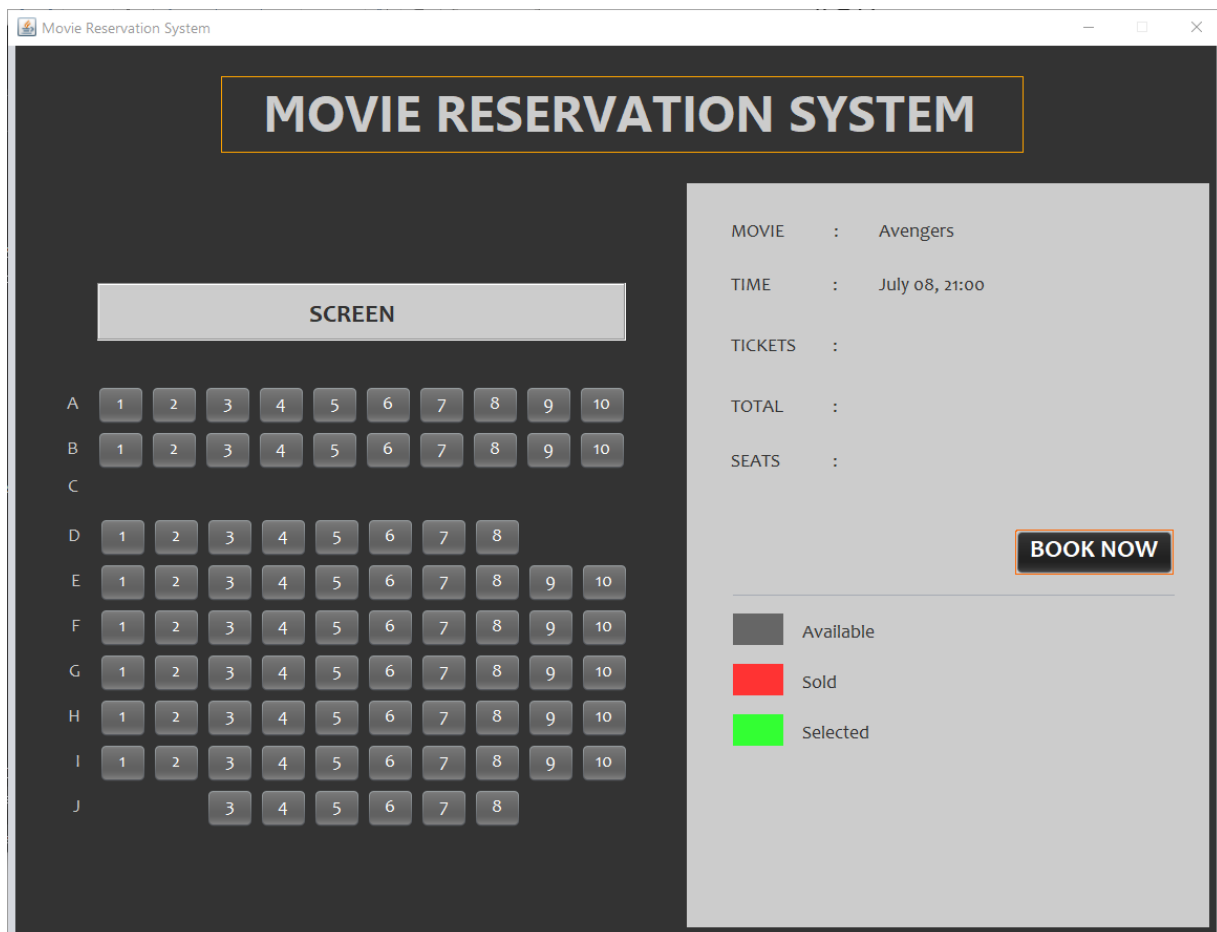 Movie Reservation System
MOVIE RESERVATION SYSTEM
SCREEN
A 1 2 3 4 5 6 7 8 9 10
B 1 2 3 4 5 6 7 8 9 10
C
D 1 2 3 4 5 6 7 8
E 1 2 3 4 5 6 7 8 9 10
F 1 2 3 4 5 6 7 8 9 10
G 1 2 3 4 5 6 7 8 9 10
H 1 2 3 4 5 6 7 8 9 10
I 1 2 3 4 5 6 7 8 9 10
J 3 4 5 6 7 8
MOVIE : Avengers
TIME : July 08, 21:00
TICKETS :
TOTAL :
SEATS :
BOOK NOW
Available
Sold
Selected